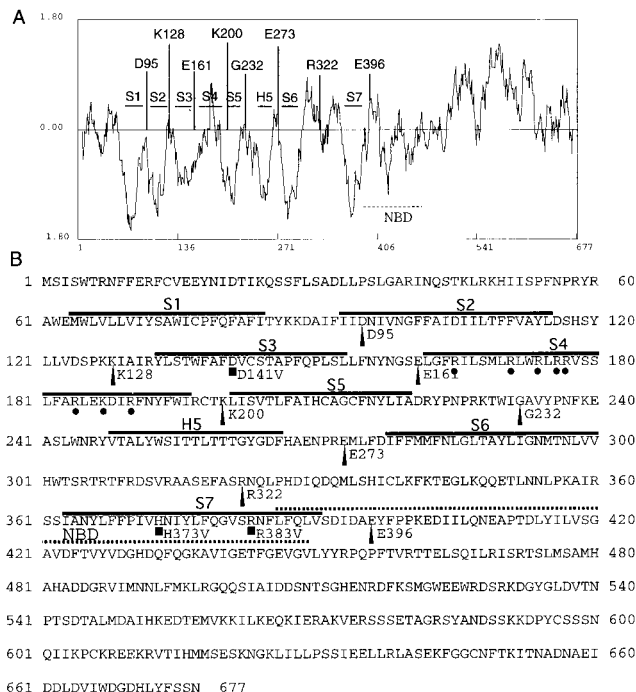 A
1.80
K128
K200
E273
D95
E161
G232
R322
E396
S1 S2 S3 S4 S5 H5 S6 S7
0.00
NBD
1.80
1 136 271 406 541 677
B
1 MSISWTRNFFERFCVEEYNIDTIKQSSFLSADLLPSLGARINQSTKLRKHIISPFNPRYR 60
S1 S2
61 AWEMWLVLLVIYSAWICPFQFAFITYKKDAIFIIDNIVNGFFAIDIILTFFVAYLDSHSY 120
D95
S3 S4
121 LLVDSPKKIAIRYLSTWFAFDVCSTAPFQPLSLLFNYNGSELGFRILSMLRLWRLRRVSS 180
K128 D141V E161
S5
181 LFARLEKDIRFNYFWIRCTKLISVTLFAIHCAGCFNYLIADRYPNPRKTWIGAVYPNFKE 240
K200 G232
H5 S6
241 ASLWNRYVTALYWSITTLTTTGYGDFHAENPREMLFDIFFMMFNLGLTAYLIGNMTNLVV 300
E273
301 HWTSRTRTFRDSVRAASEFASRNQLPHDIQDQMLSHICLKFKTEGLKQQETLNNLPKAIR 360
R322
S7
361 SSIANYLFFPIVHNIYLFQGVSRNFLFQLVSDIDAEYFPPKEDIILQNEAPTDLYILVSG 420
NBD H373V R383V E396
421 AVDFTVYVDGHDQFQGKAVIGETFGEVGVLYYRPQPFTVRTTELSQILRISRTSLMSAMH 480
481 AHADDGRVIMNNLFMKLRGQQSIAIDDSNTSGHENRDFKSMGWEEWRDSRKDGYGLDVTN 540
541 PTSDTALMDAIHKEDTEMVKKILKEQKIERAKVERSSSETAGRSYANDSSKKDPYCSSSN 600
601 QIIKPCKREEKRVTIHMMSESKNGKLILLPSSIEELLRLASEKFGGCNFTKITNADNAEI 660
661 DDLDVIWDGDHLYFSSN 677